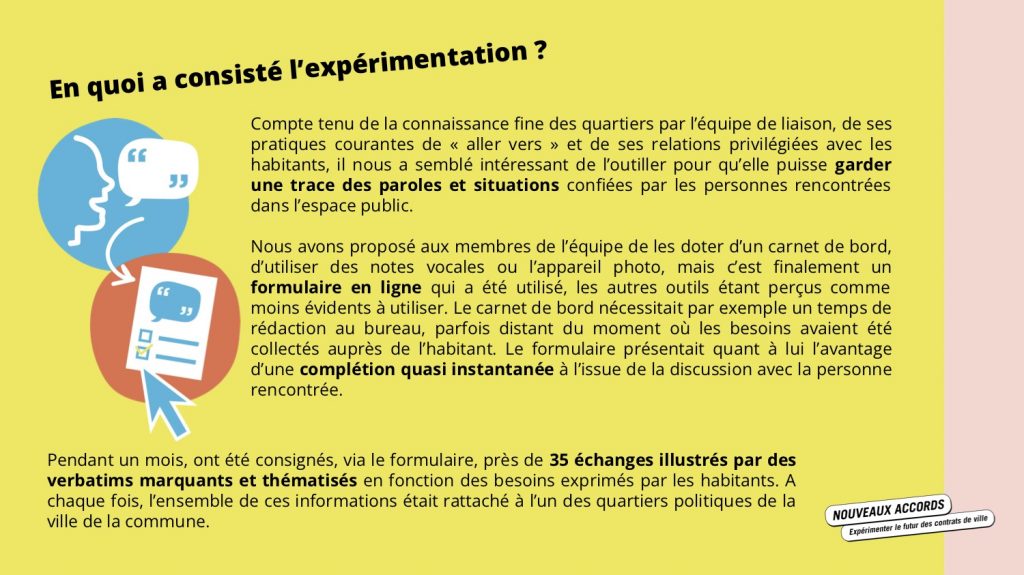 En quoi a consisté l’expérimentation ?
Compte tenu de la connaissance fine des quartiers par l’équipe de liaison, de ses
pratiques courantes de « aller vers » et de ses relations privilégiées avec les
habitants, il nous a semblé intéressant de l’outiller pour qu’elle puisse garder
une trace des paroles et situations confiées par les personnes rencontrées
dans l’espace public.
Nous avons proposé aux membres de l’équipe de les doter d’un carnet de bord,
d’utiliser des notes vocales ou l’appareil photo, mais c’est finalement un
formulaire en ligne qui a été utilisé, les autres outils étant perçus comme
moins évidents à utiliser. Le carnet de bord nécessitait par exemple un temps de
rédaction au bureau, parfois distant du moment où les besoins avaient été
collectés auprès de l’habitant. Le formulaire présentait quant à lui l’avantage
d’une complétion quasi instantanée à l’issue de la discussion avec la personne
rencontrée.
Pendant un mois, ont été consignés, via le formulaire, près de 35 échanges illustrés par des
verbatims marquants et thématisés en fonction des besoins exprimés par les habitants. A
chaque fois, l’ensemble de ces informations était rattaché à l’un des quartiers politiques de la
ville de la commune.
NOUVEAUX ACCORDS
Expérimenter le futur des contrats de ville